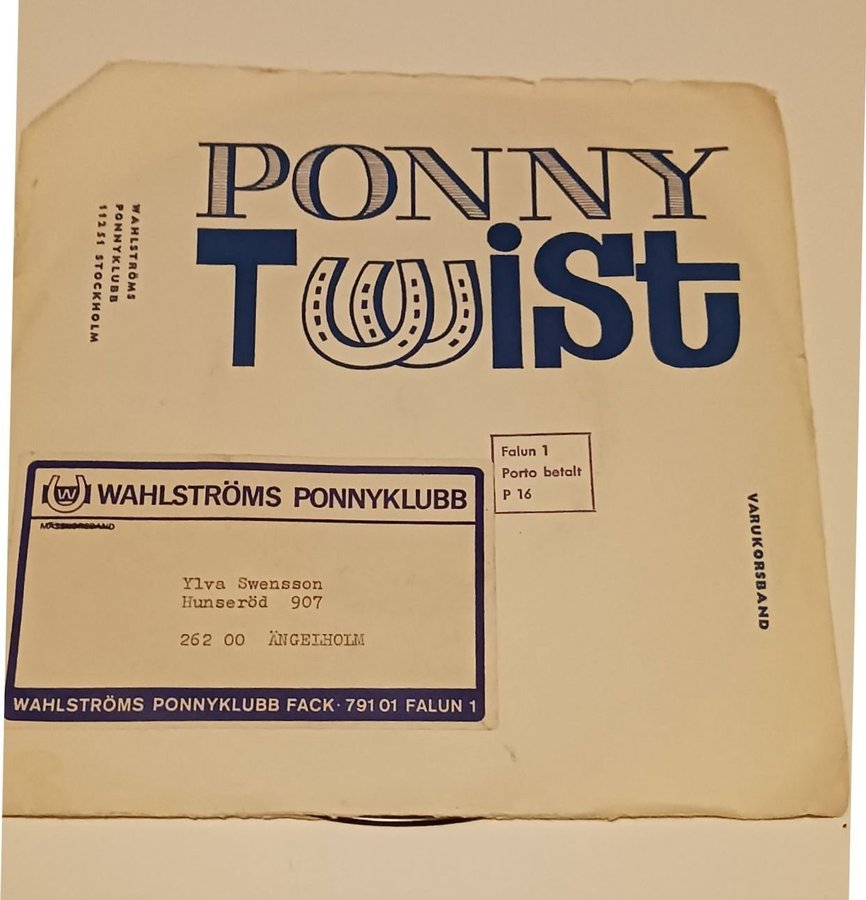 PONNY
TWiSt
WAHLSTRÖMS
PONNYKLUBB
11251 STOCKHOLM
Falun 1
Porto betalt
P 16
W WAHLSTRÖMS PONNYKLUBB
MASSKORSBAND
Ylva Swensson
Hunseröd 907
262 00 ÄNGELHOLM
WAHLSTRÖMS PONNYKLUBB FACK · 791 01 FALUN 1
VARUKORSBAND